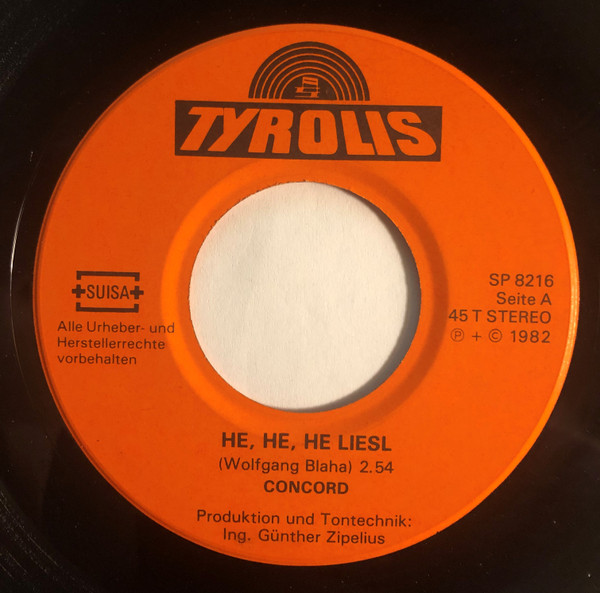 TYROLIS
SUISA
Alle Urheber- und
Herstellerrechte
vorbehalten
SP 8216
Seite A
45 T STEREO
℗ + © 1982
HE, HE, HE LIESL
(Wolfgang Blaha) 2.54
CONCORD
Produktion und Tontechnik:
Ing. Günther Zipelius